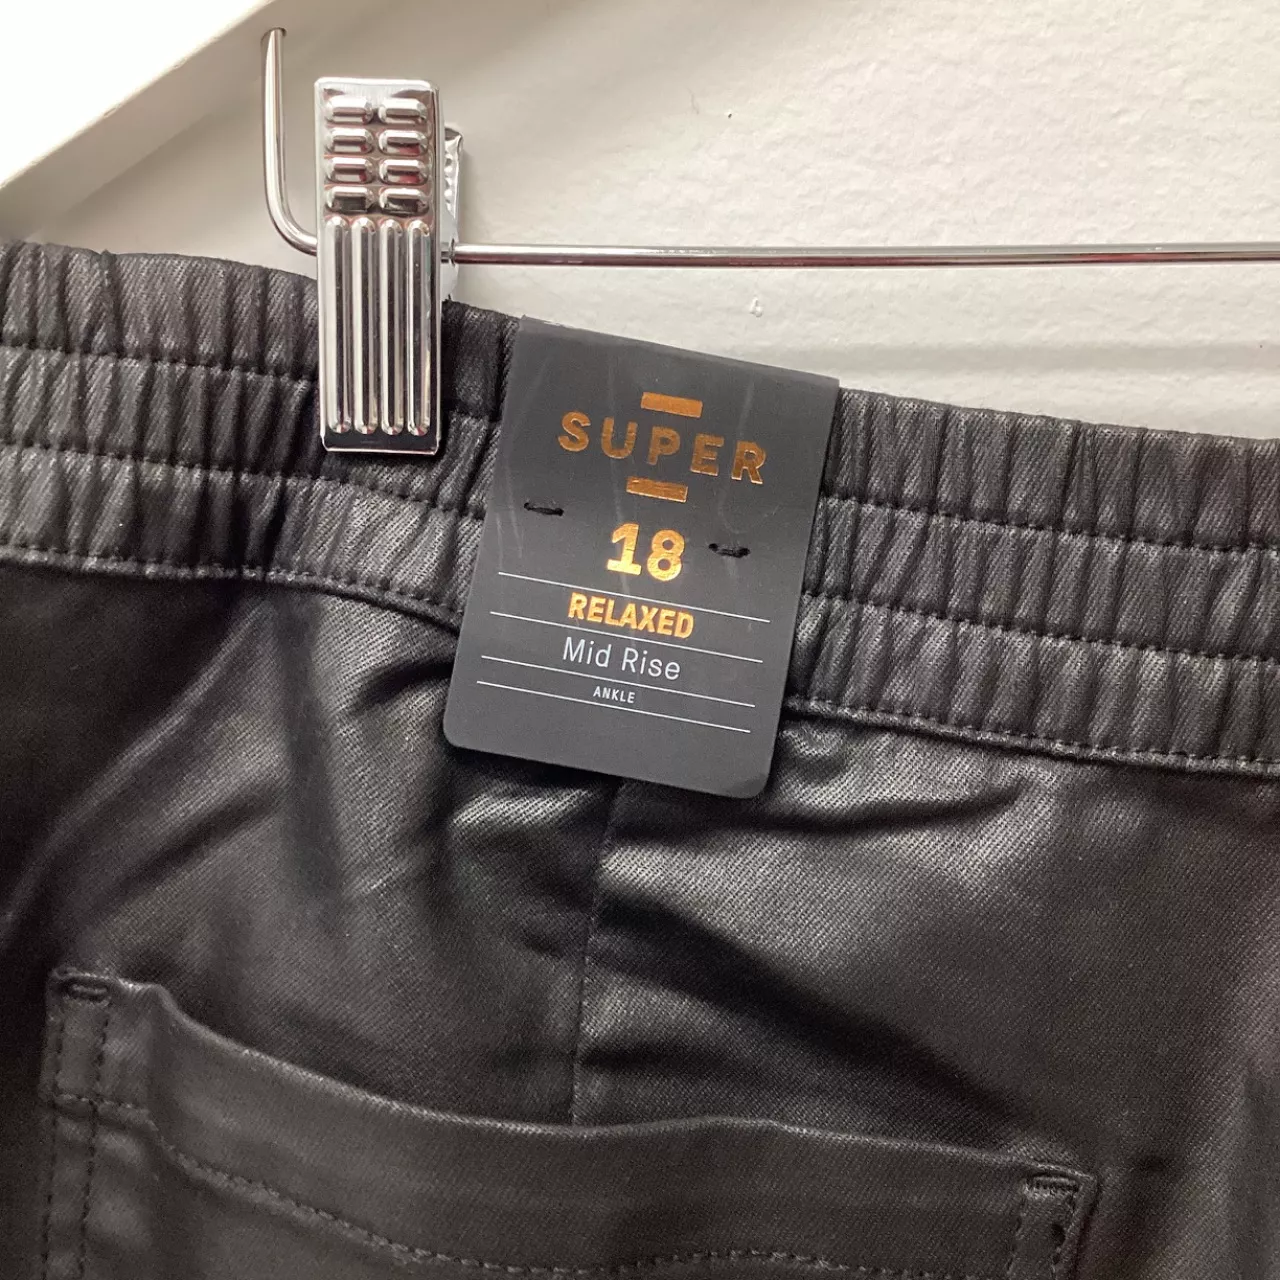 SUPER
18
RELAXED
Mid Rise
ANKLE